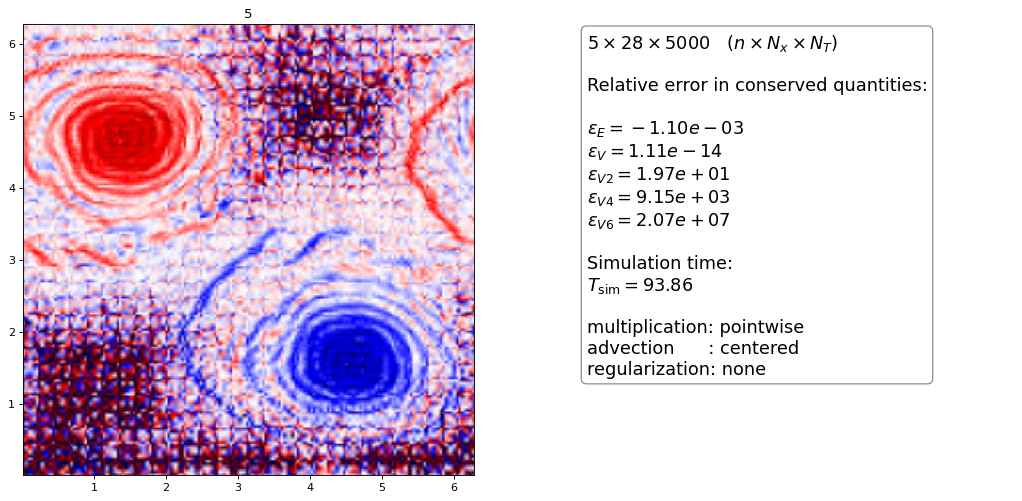 5
6
5
4
3
2
1
1 2 3 4 5 6
5 × 28 × 5000 (n × N_x × N_T)
Relative error in conserved quantities:
ε_E = −1.10e − 03
ε_V = 1.11e − 14
ε_V2 = 1.97e + 01
ε_V4 = 9.15e + 03
ε_V6 = 2.07e + 07
Simulation time:
T_sim = 93.86
multiplication: pointwise
advection : centered
regularization: none